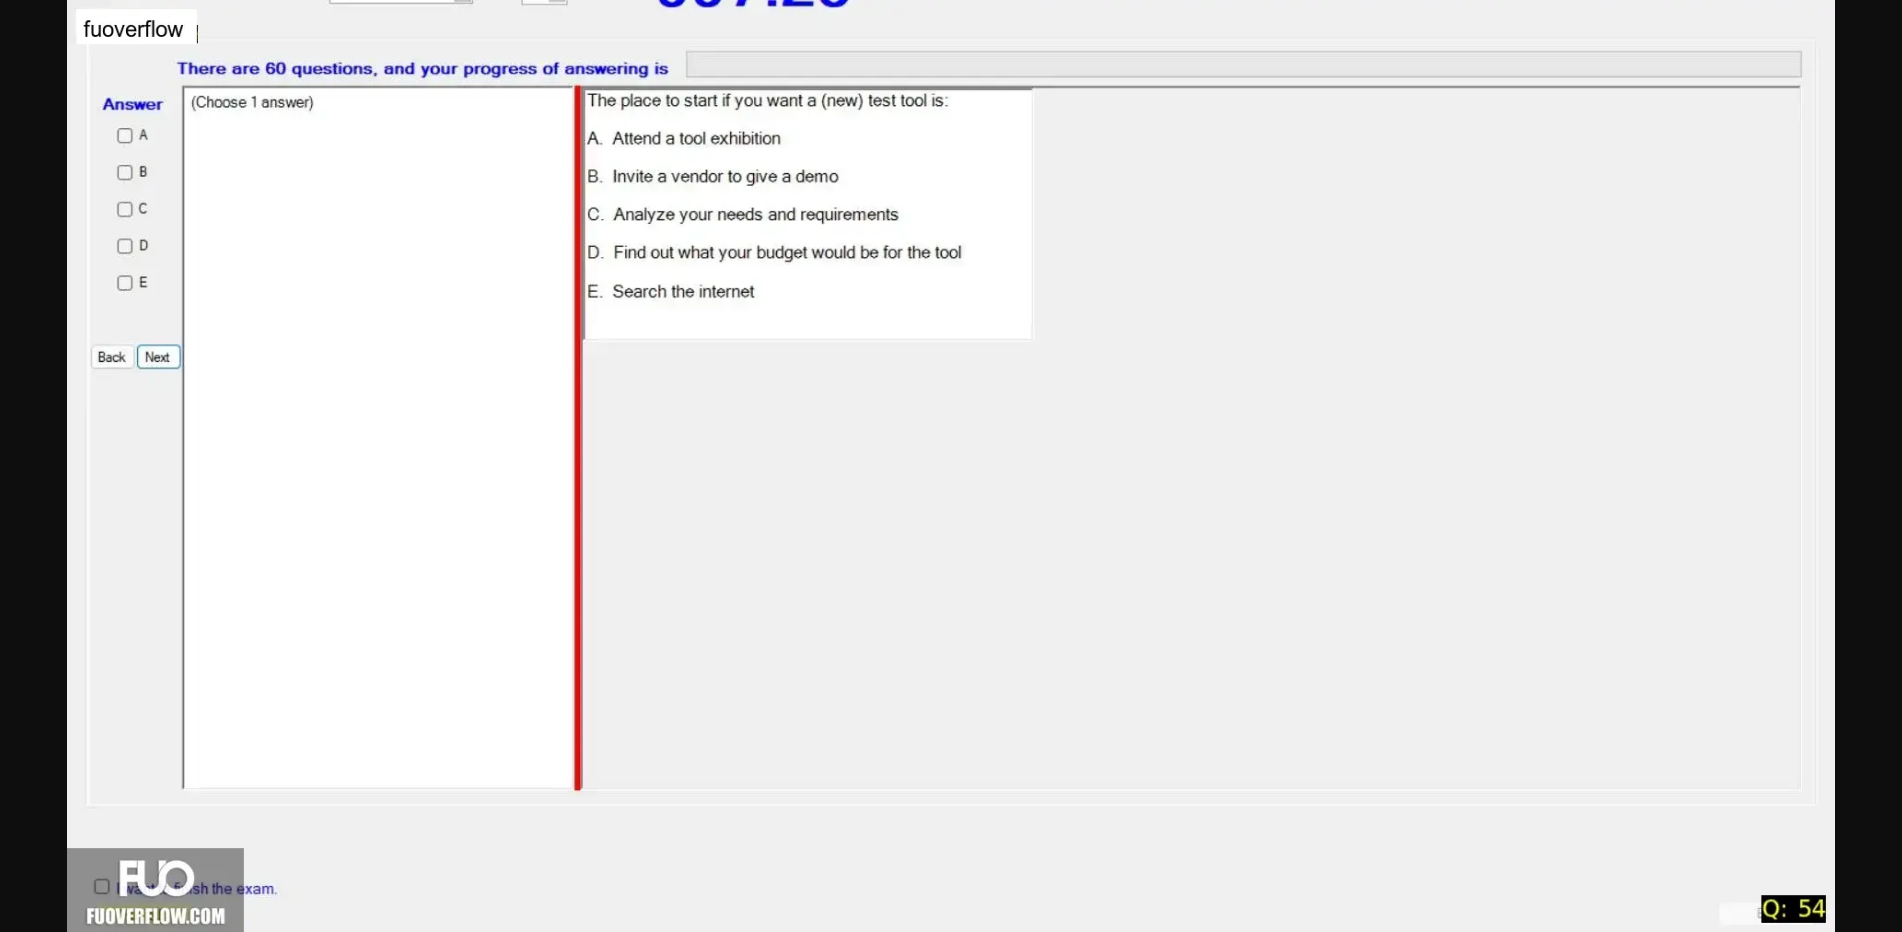 fuoverflow
There are 60 questions, and your progress of answering is
Answer
(Choose 1 answer)
A
B
C
D
E
Back
Next
The place to start if you want a (new) test tool is:
A. Attend a tool exhibition
B. Invite a vendor to give a demo
C. Analyze your needs and requirements
D. Find out what your budget would be for the tool
E. Search the internet
the exam.
FUO
FUOVERFLOW.COM
Q: 54